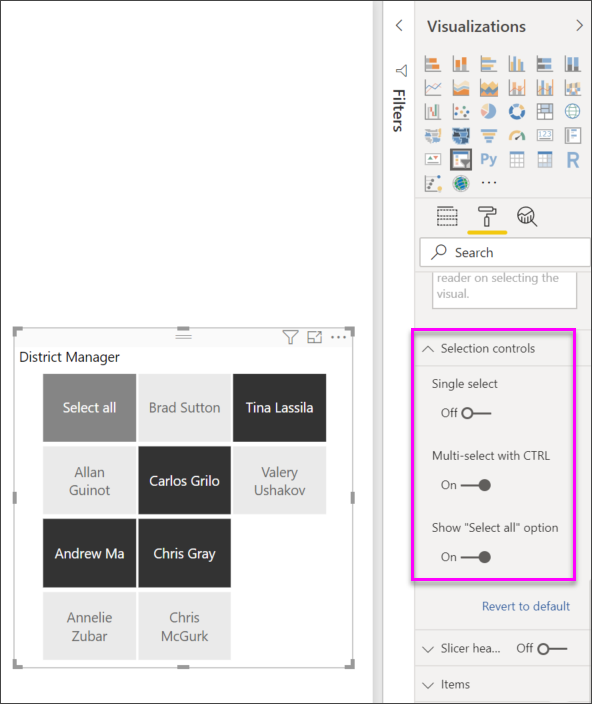 Visualizations
Filters
123
Py
R
Search
reader on selecting the
visual.
District Manager
Select all
Brad Sutton
Tina Lassila
Allan
Guinot
Carlos Grilo
Valery
Ushakov
Andrew Ma
Chris Gray
Annelie
Zubar
Chris
McGurk
Selection controls
Single select
Off
Multi-select with CTRL
On
Show "Select all" option
On
Revert to default
Slicer hea... Off
Items